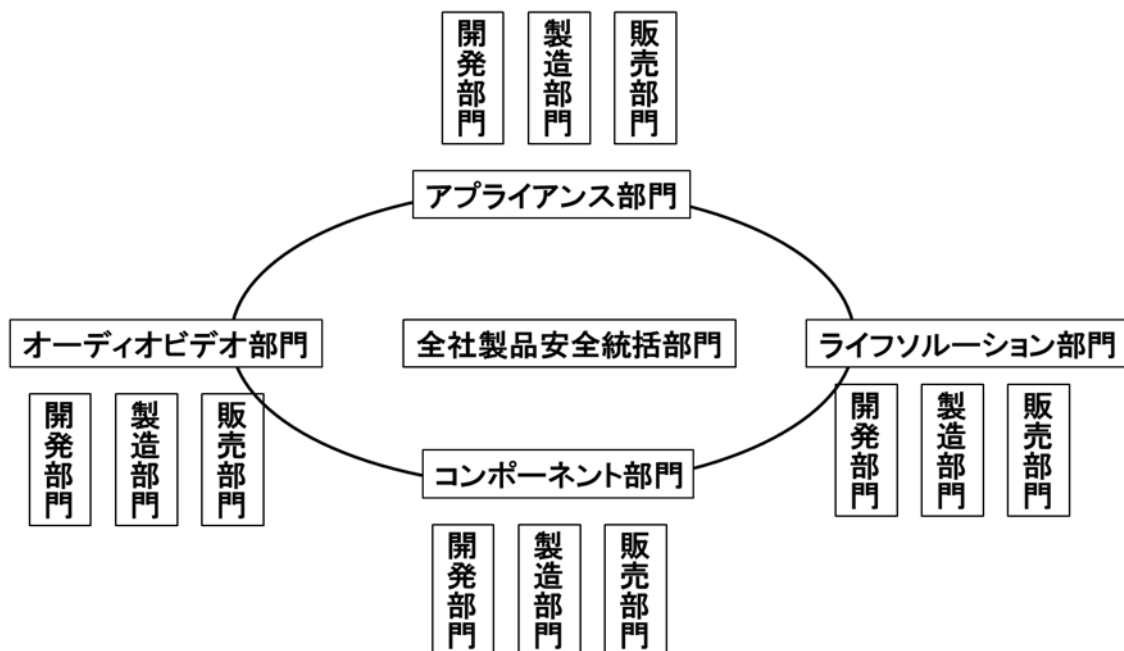 開発部門
製造部門
販売部門
アプライアンス部門
オーディオビデオ部門
全社製品安全統括部門
ライフソルーション部門
開発部門
製造部門
販売部門
開発部門
製造部門
販売部門
コンポーネント部門
開発部門
製造部門
販売部門